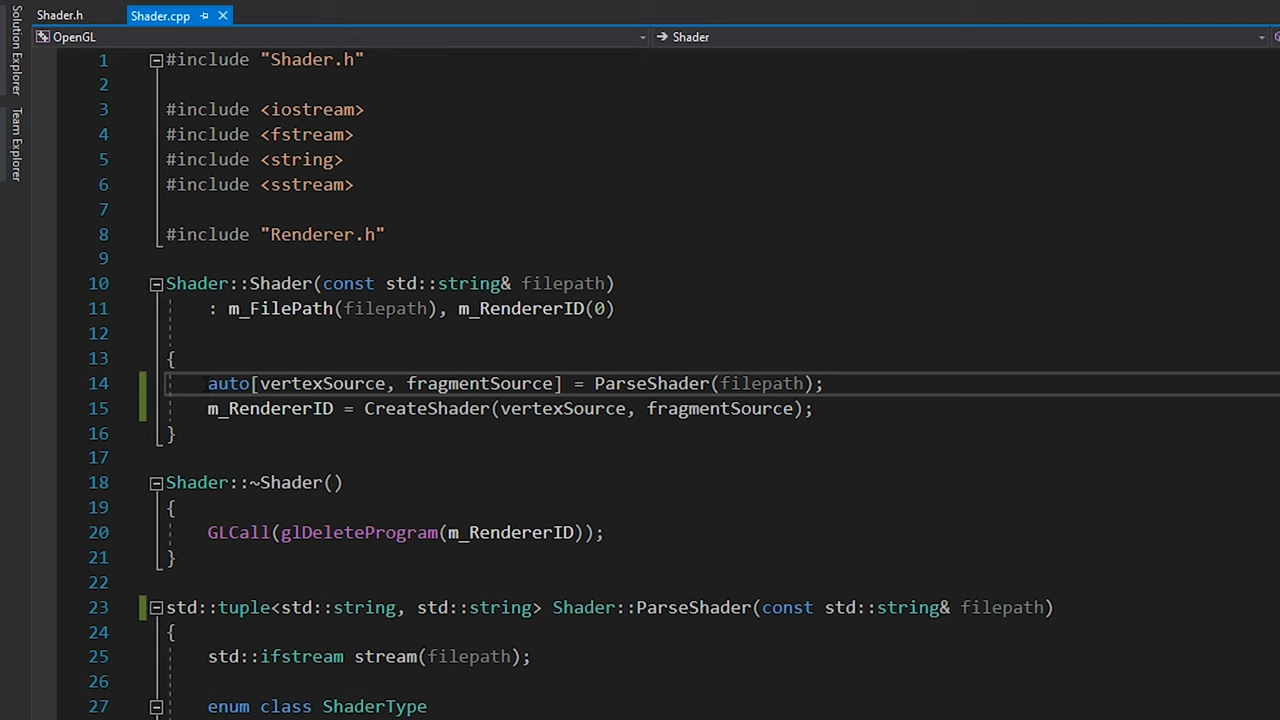 Shader.h
Shader.cpp
Solution Explorer
Team Explorer
OpenGL
Shader
1 #include "Shader.h"
2
3 #include <iostream>
4 #include <fstream>
5 #include <string>
6 #include <sstream>
7
8 #include "Renderer.h"
9
10 Shader::Shader(const std::string& filepath)
11 : m_FilePath(filepath), m_RendererID(0)
12
13 {
14 auto[vertexSource, fragmentSource] = ParseShader(filepath);
15 m_RendererID = CreateShader(vertexSource, fragmentSource);
16 }
17
18 Shader::~Shader()
19 {
20 GLCall(glDeleteProgram(m_RendererID));
21 }
22
23 std::tuple<std::string, std::string> Shader::ParseShader(const std::string& filepath)
24 {
25 std::ifstream stream(filepath);
26
27 enum class ShaderType